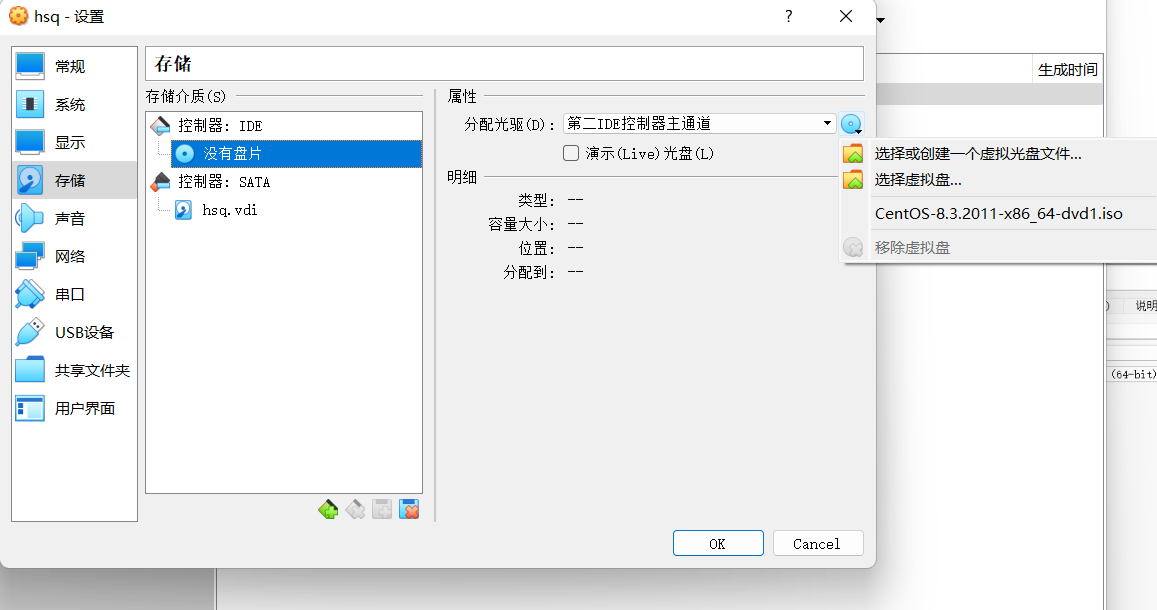 hsq - 设置
?
生成时间
常规
系统
显示
存储
声音
网络
串口
USB设备
共享文件夹
用户界面
存储
存储介质(S)
控制器: IDE
没有盘片
控制器: SATA
hsq.vdi
属性
分配光驱(D): 第二IDE控制器主通道
演示(Live)光盘(L)
明细
类型: --
容量大小: --
位置: --
分配到: --
选择或创建一个虚拟光盘文件...
选择虚拟盘...
CentOS-8.3.2011-x86_64-dvd1.iso
移除虚拟盘
) 说明
(64-bit)
OK
Cancel